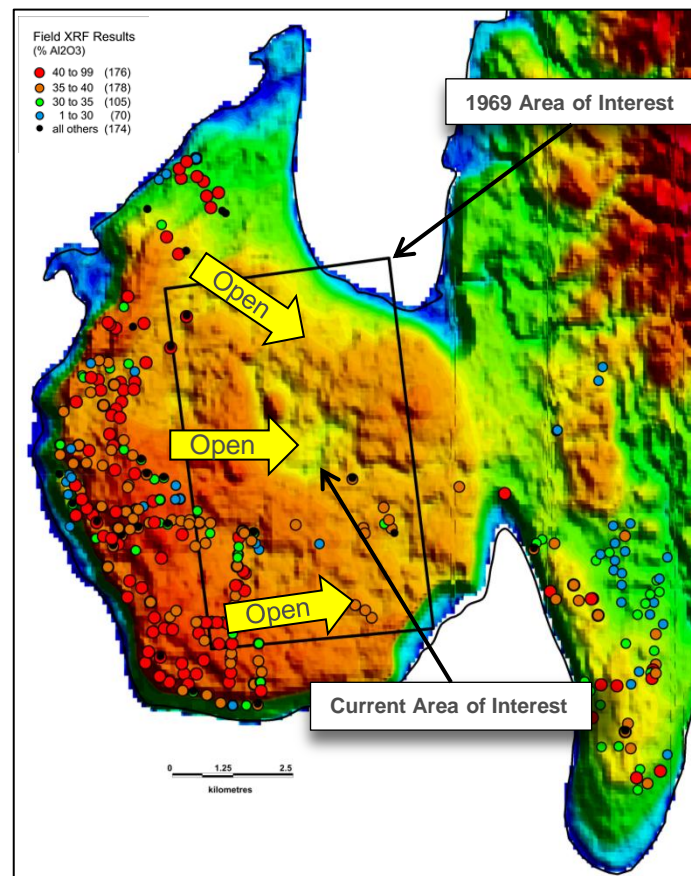 Field XRF Results
(% Al2O3)
40 to 99 (176)
35 to 40 (178)
30 to 35 (105)
1 to 30 (70)
all others (174)
1969 Area of Interest
Open
Open
Open
Current Area of Interest
0 1.25 2.5
kilometres